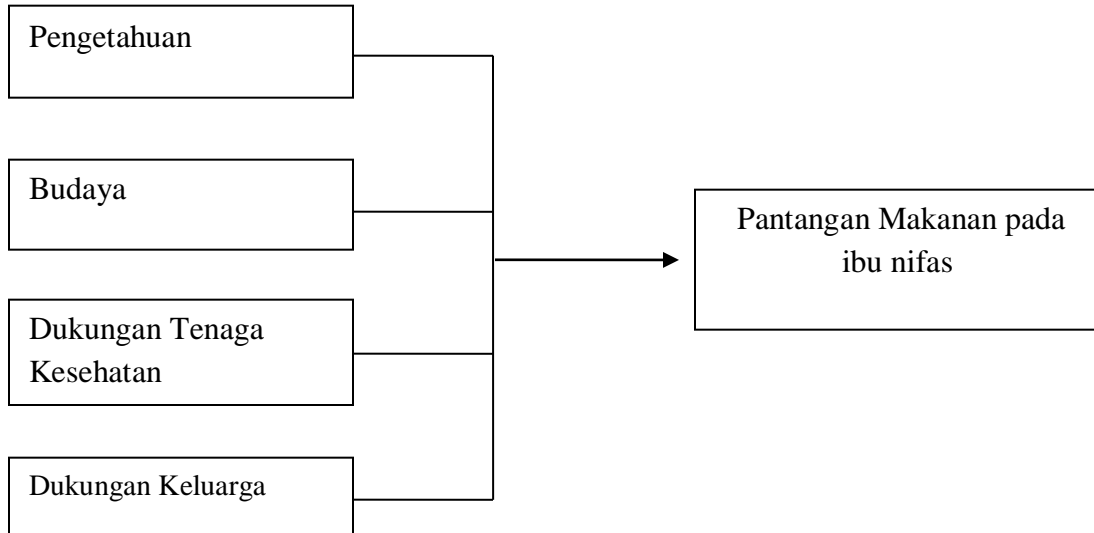 Pengetahuan
Budaya
Dukungan Tenaga
Kesehatan
Dukungan Keluarga
Pantangan Makanan pada
ibu nifas